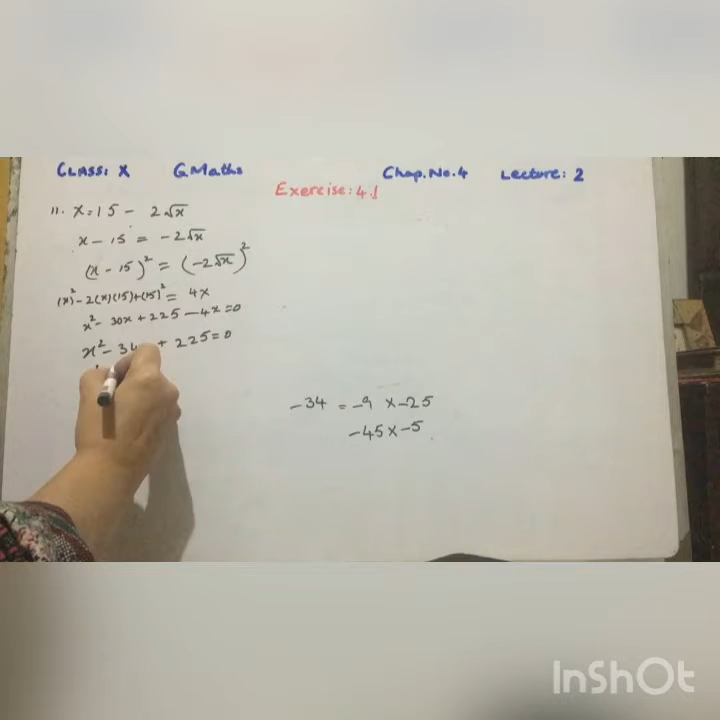 CLASS: X G.Maths Chap.No.4 Lecture: 2
Exercise: 4.1
11. x = 15 - 2√x
x - 15 = -2√x
(x - 15)² = (-2√x)²
(x)² - 2(x)(15) + (15)² = 4x
x² - 30x + 225 - 4x = 0
x² - 34 + 225 = 0
-34 = -9 x -25
-45 x -5
InShOt